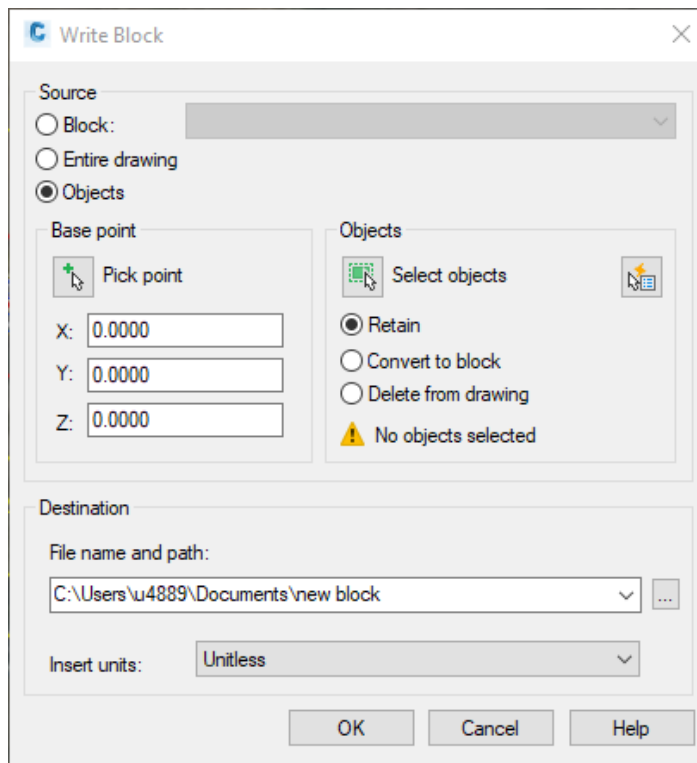 Write Block
Source
Block:
Entire drawing
Objects
Base point
Pick point
X: 0.0000
Y: 0.0000
Z: 0.0000
Objects
Select objects
Retain
Convert to block
Delete from drawing
No objects selected
Destination
File name and path:
C:\Users\u4889\Documents\new block
...
Insert units: Unitless
OK Cancel Help